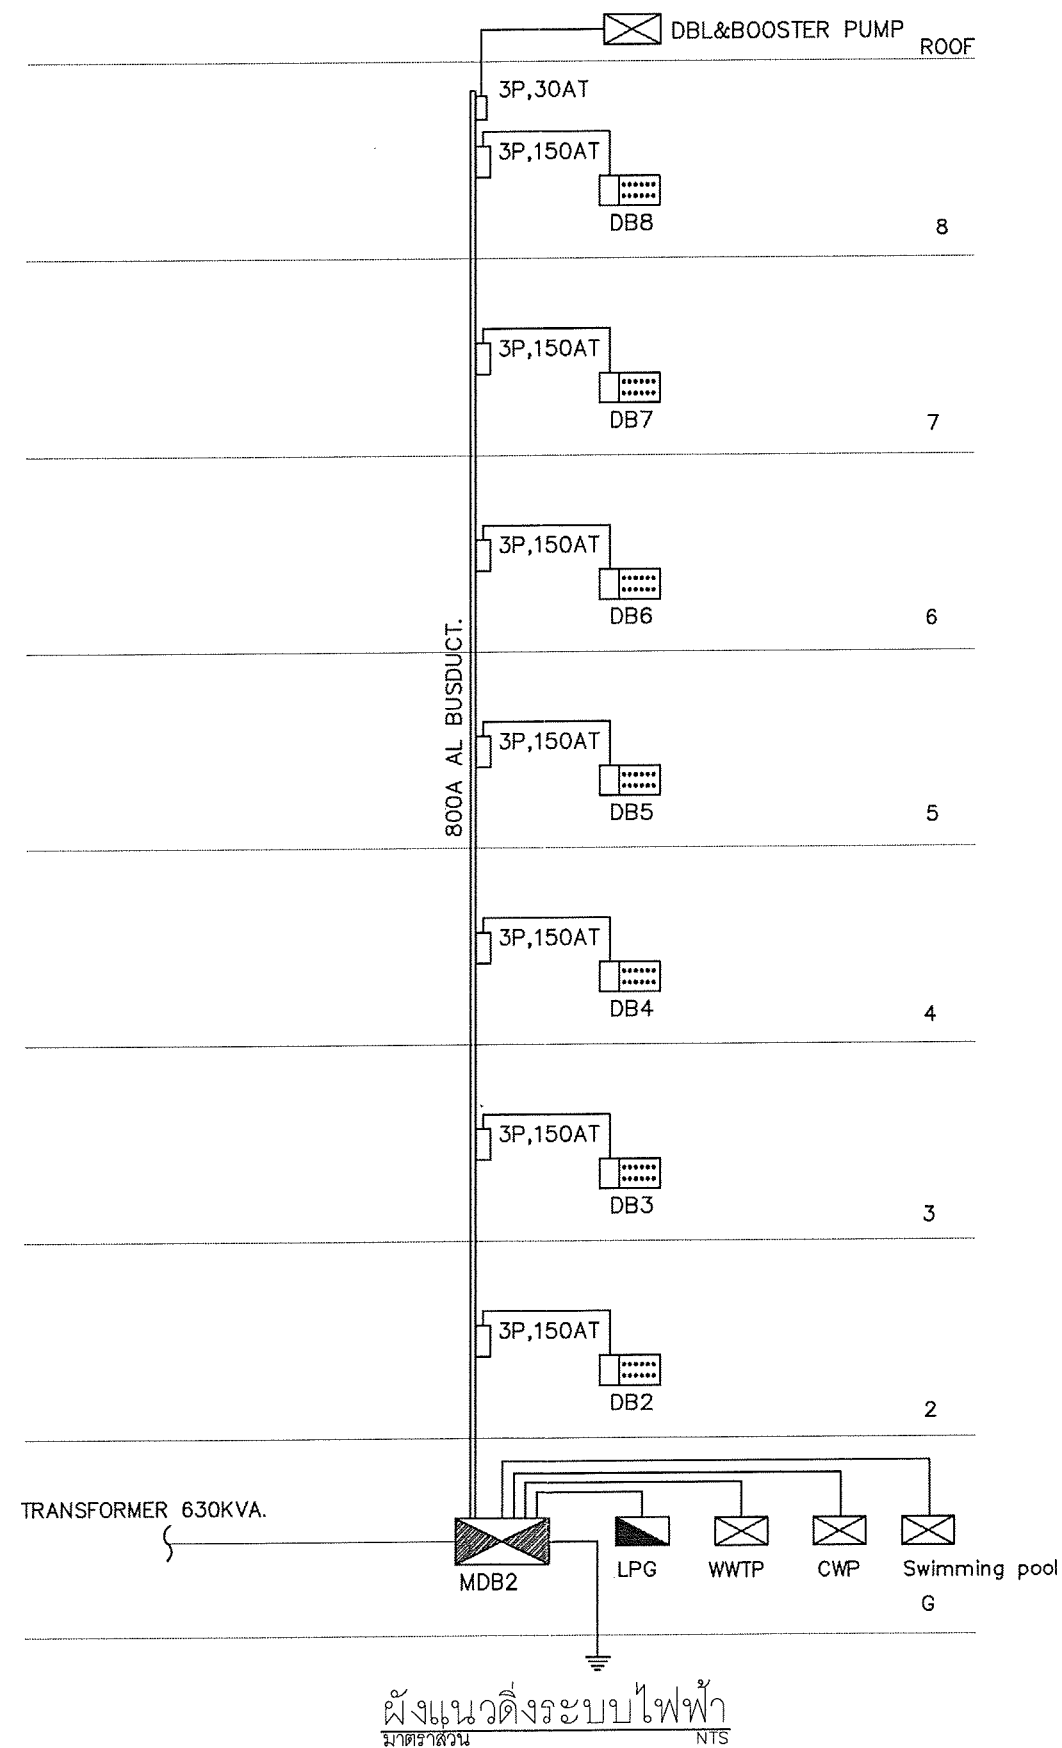 DBL&BOOSTER PUMP
ROOF
3P,30AT
3P,150AT
DB8
8
3P,150AT
DB7
7
3P,150AT
DB6
6
800A AL BUSDUCT.
3P,150AT
DB5
5
3P,150AT
DB4
4
3P,150AT
DB3
3
3P,150AT
DB2
2
TRANSFORMER 630KVA.
MDB2
LPG
WWTP
CWP
Swimming pool
G
ผังแนวดิ่งระบบไฟฟ้า
มาตราส่วน NTS